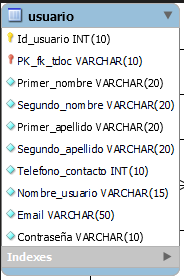 usuario
Id_usuario INT(10)
PK_fk_tdoc VARCHAR(10)
Primer_nombre VARCHAR(20)
Segundo_nombre VARCHAR(20)
Primer_apellido VARCHAR(20)
Segundo_apellido VARCHAR(20)
Telefono_contacto INT(10)
Nombre_usuario VARCHAR(15)
Email VARCHAR(50)
Contraseña VARCHAR(10)
Indexes